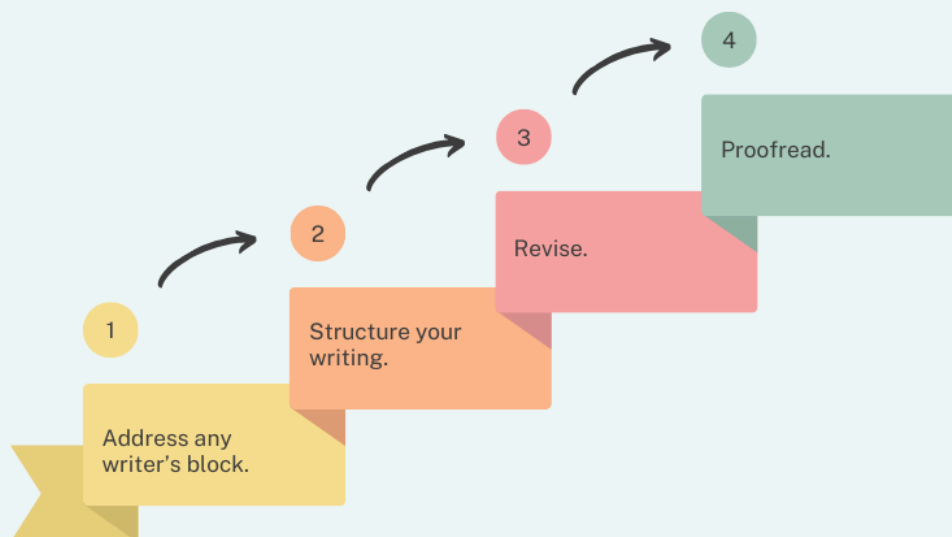 1
Address any
writer's block.
2
Structure your
writing.
3
Revise.
4
Proofread.